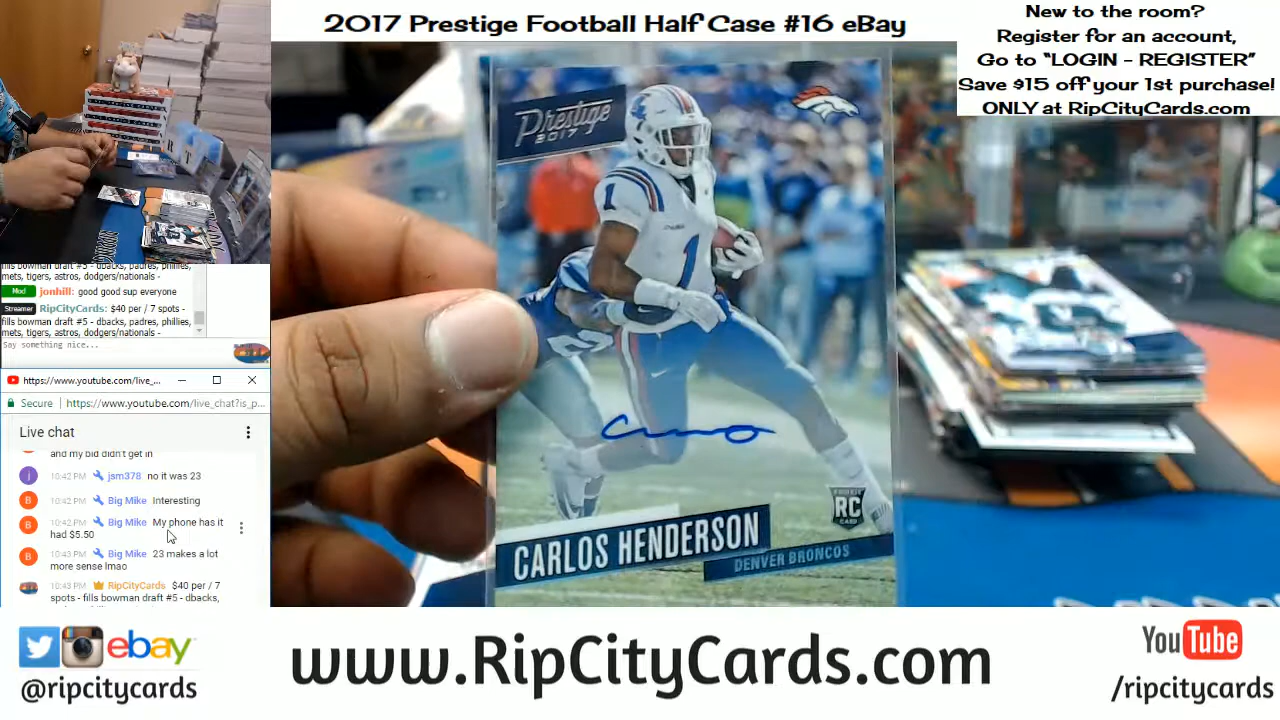 2017 Prestige Football Half Case #16 eBay
New to the room?
Register for an account,
Go to “LOGIN - REGISTER”
Save $15 off your 1st purchase!
ONLY at RipCityCards.com
Prestige
2017
1
1
2
RC
CARLOS HENDERSON
DENVER BRONCOS
fills bowman draft #5 - dbacks, padres, phillies,
mets, tigers, astros, dodgers/nationals -
Mod jonhill: good good sup everyone
Streamer RipCityCards: $40 per / 7 spots -
fills bowman draft #5 - dbacks, padres, phillies,
mets, tigers, astros, dodgers/nationals -
Say something nice...
https://www.youtube.com/live_...
Secure https://www.youtube.com/live_chat?is_p...
Live chat
and my bid didn't get in
j 10:42 PM jsm378 no it was 23
B 10:42 PM Big Mike Interesting
B 10:42 PM Big Mike My phone has it
had $5.50
B 10:43 PM Big Mike 23 makes a lot
more sense lmao
10:43 PM RipCityCards $40 per / 7
spots - fills bowman draft #5 - dbacks,
ebay
@ripcitycards
www.RipCityCards.com
YouTube
/ripcitycards